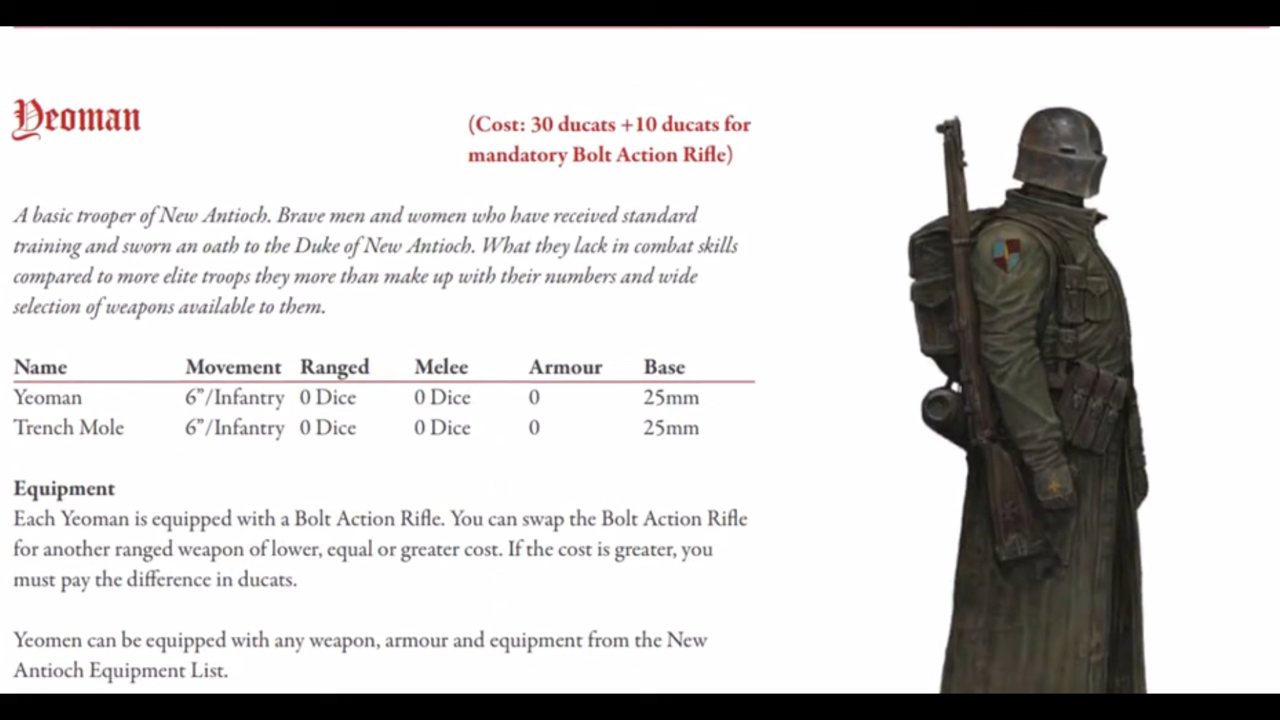 Yeoman
(Cost: 30 ducats +10 ducats for
mandatory Bolt Action Rifle)
A basic trooper of New Antioch. Brave men and women who have received standard
training and sworn an oath to the Duke of New Antioch. What they lack in combat skills
compared to more elite troops they more than make up with their numbers and wide
selection of weapons available to them.
Name Movement Ranged Melee Armour Base
Yeoman 6”/Infantry 0 Dice 0 Dice 0 25mm
Trench Mole 6”/Infantry 0 Dice 0 Dice 0 25mm
Equipment
Each Yeoman is equipped with a Bolt Action Rifle. You can swap the Bolt Action Rifle
for another ranged weapon of lower, equal or greater cost. If the cost is greater, you
must pay the difference in ducats.
Yeomen can be equipped with any weapon, armour and equipment from the New
Antioch Equipment List.